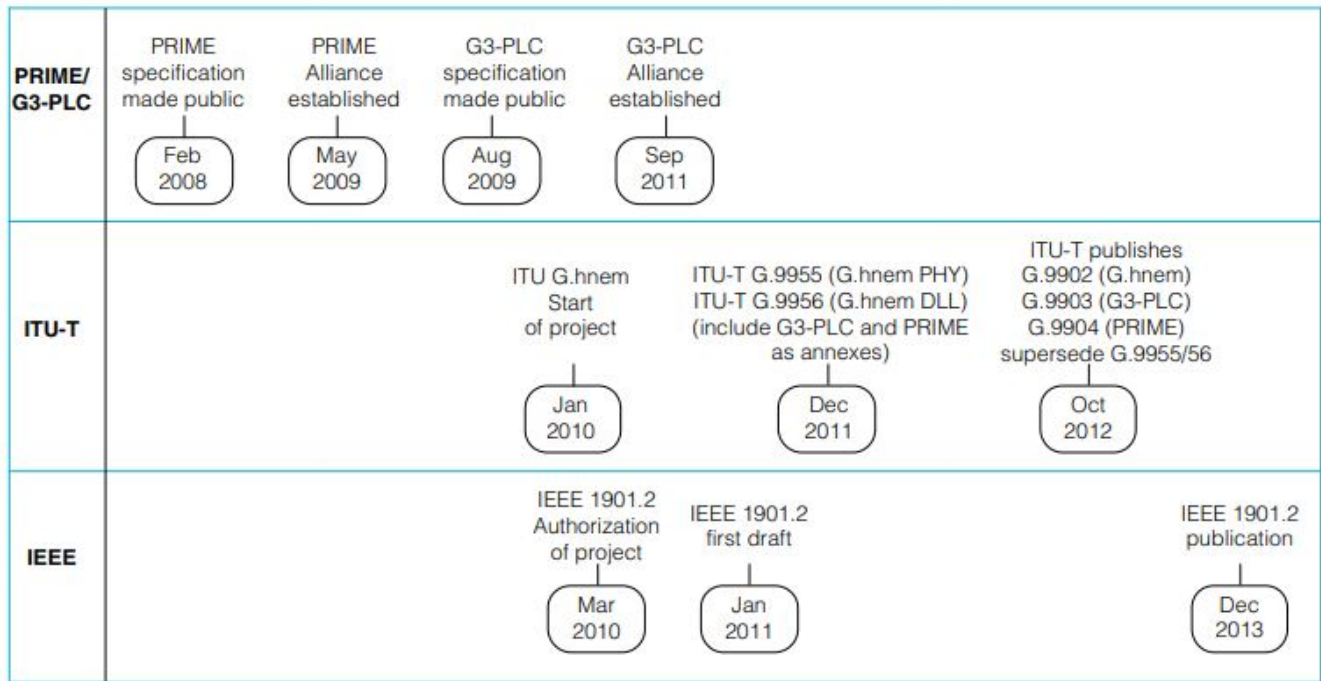 PRIME/
G3-PLC
PRIME
specification
made public
Feb
2008
PRIME
Alliance
established
May
2009
G3-PLC
specification
made public
Aug
2009
G3-PLC
Alliance
established
Sep
2011
ITU-T
ITU G.hnem
Start
of project
Jan
2010
ITU-T G.9955 (G.hnem PHY)
ITU-T G.9956 (G.hnem DLL)
(include G3-PLC and PRIME
as annexes)
Dec
2011
ITU-T publishes
G.9902 (G.hnem)
G.9903 (G3-PLC)
G.9904 (PRIME)
supersede G.9955/56
Oct
2012
IEEE
IEEE 1901.2
Authorization
of project
Mar
2010
IEEE 1901.2
first draft
Jan
2011
IEEE 1901.2
publication
Dec
2013